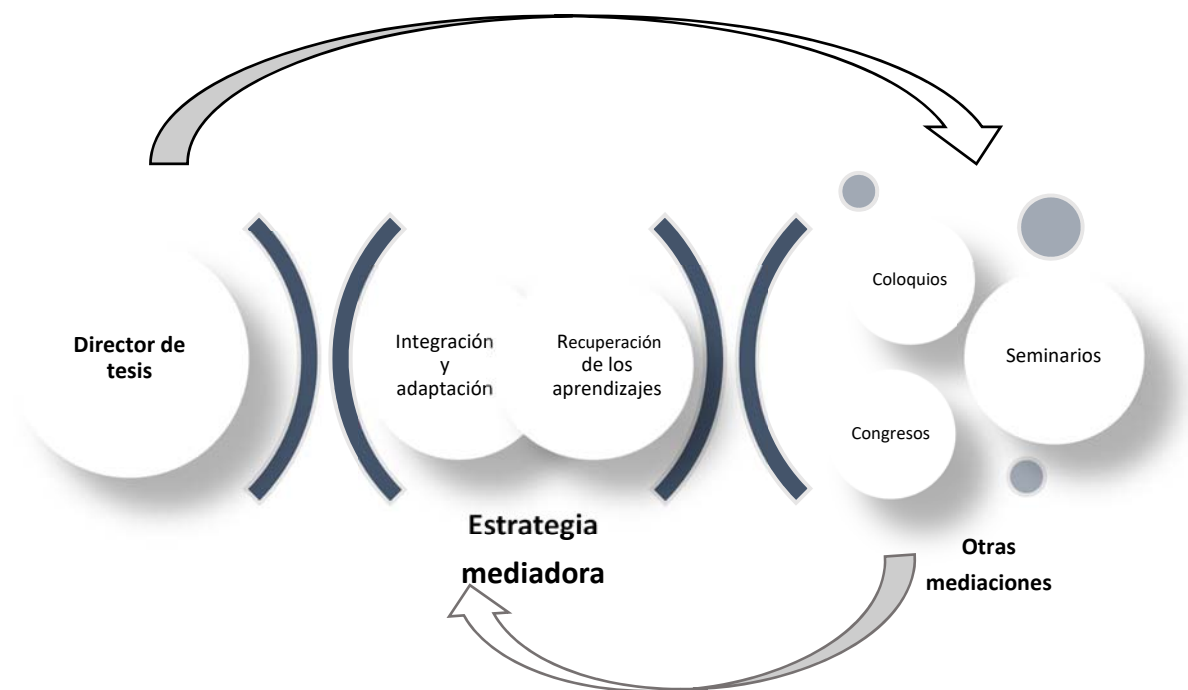 Director de
tesis
Integración
y
adaptación
Recuperación
de los
aprendizajes
Estrategia
mediadora
Coloquios
Seminarios
Congresos
Otras
mediaciones